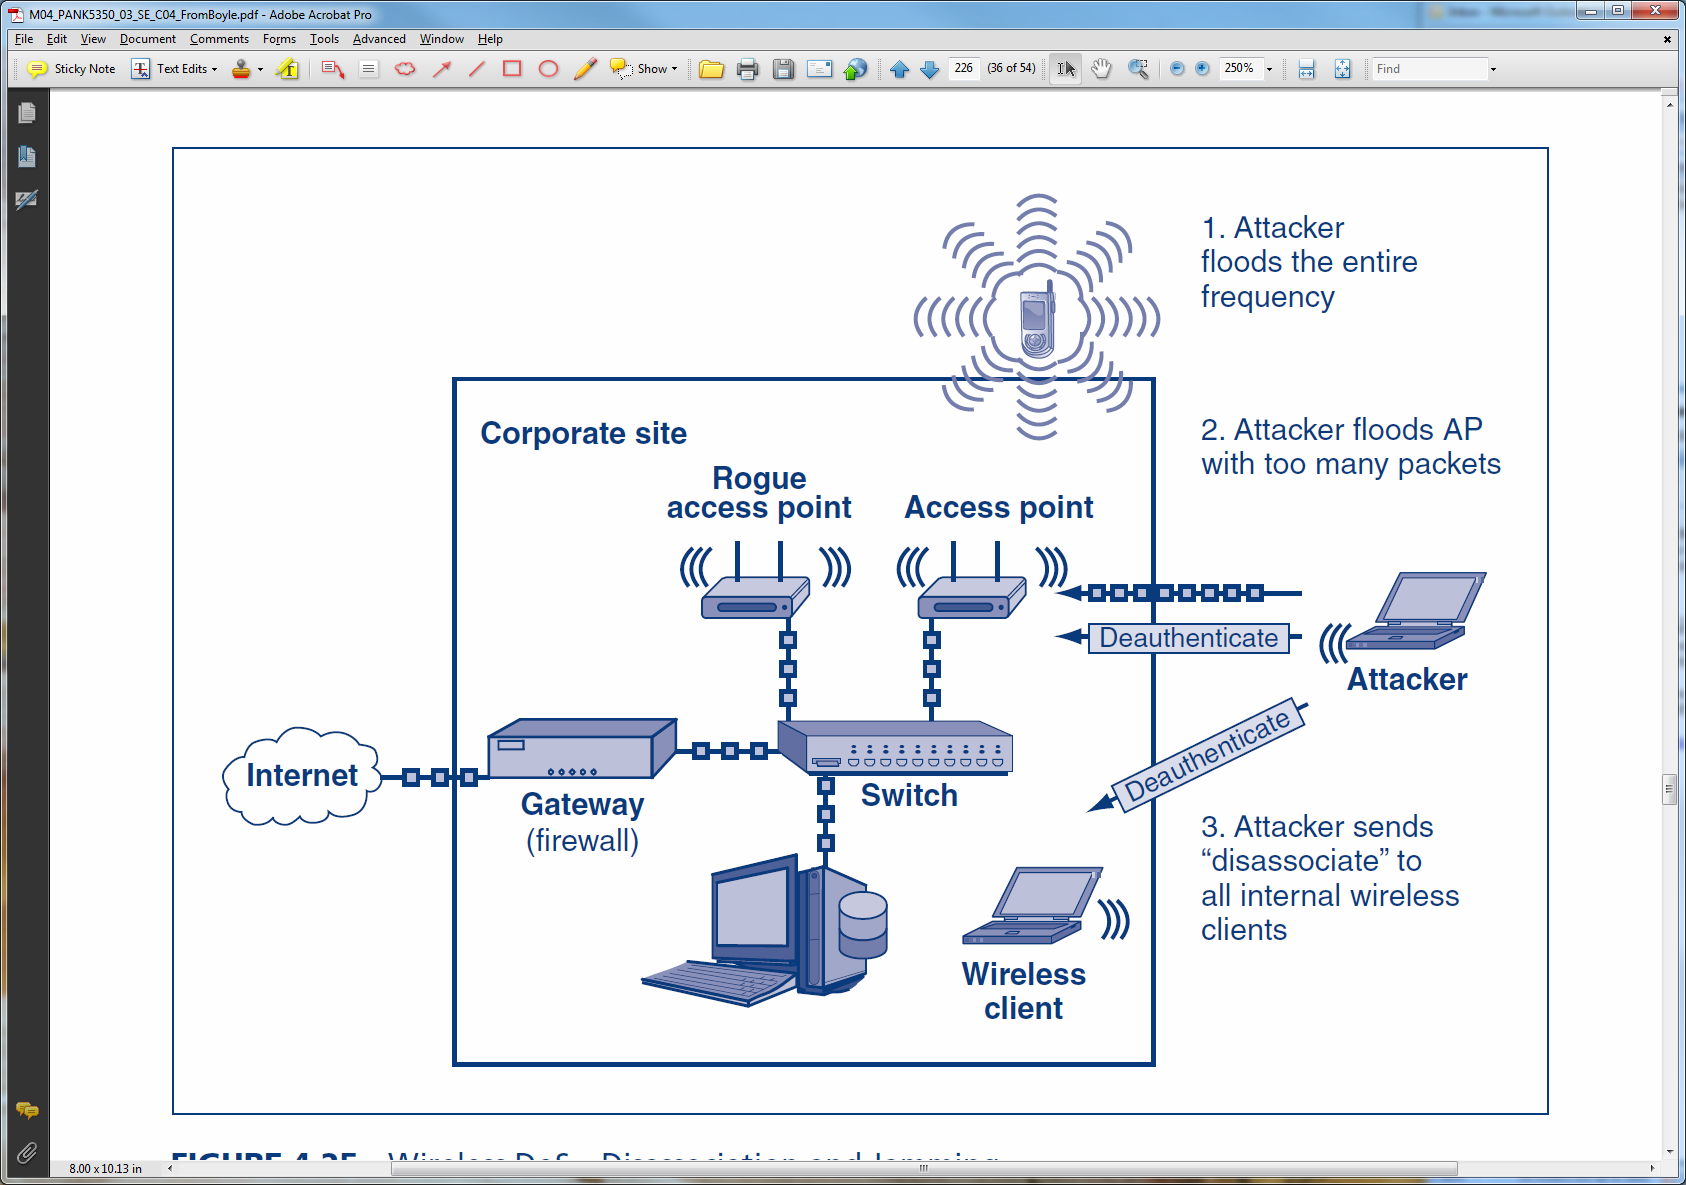 M04_PANK5350_03_SE_C04_FromBoyle.pdf - Adobe Acrobat Pro
File Edit View Document Comments Forms Tools Advanced Window Help
Sticky Note Text Edits Show 226 (36 of 54) 250% Find
1. Attacker
floods the entire
frequency
Corporate site
2. Attacker floods AP
with too many packets
Rogue
access point
Access point
Deauthenticate
Attacker
Deauthenticate
Internet
Gateway
(firewall)
Switch
3. Attacker sends
“disassociate” to
all internal wireless
clients
Wireless
client
8.00 x 10.13 in